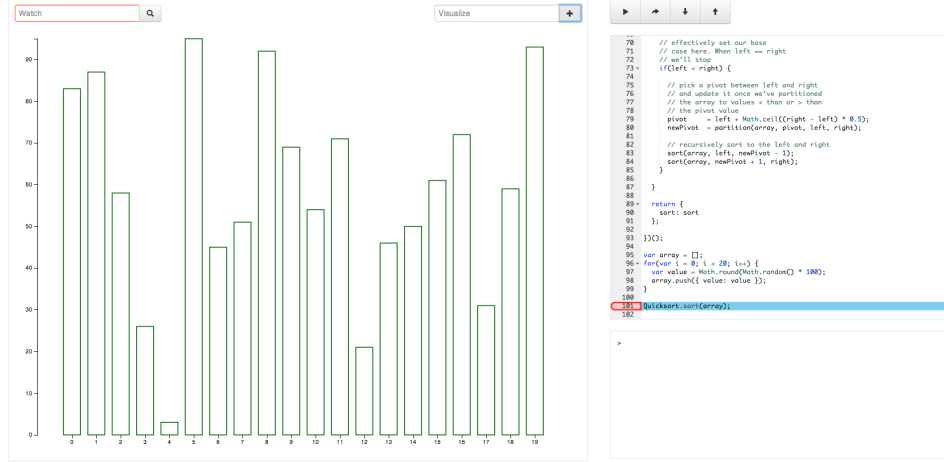 Watch
Visualize
90
80
70
60
50
40
30
20
10
0
0 1 2 3 4 5 6 7 8 9 10 11 12 13 14 15 16 17 18 19
70 // effectively set our base
71 // case here. When left == right
72 // we'll stop
73 if(left < right) {
74
75 // pick a pivot between left and right
76 // and update it once we've partitioned
77 // the array to values < than or > than
78 // the pivot value
79 pivot = left + Math.ceil((right - left) * 0.5);
80 newPivot = partition(array, pivot, left, right);
81
82 // recursively sort to the left and right
83 sort(array, left, newPivot - 1);
84 sort(array, newPivot + 1, right);
85 }
86
87 }
88
89 return {
90 sort: sort
91 };
92
93 })();
94
95 var array = [];
96 for(var i = 0; i < 20; i++) {
97 var value = Math.round(Math.random() * 100);
98 array.push({ value: value });
99 }
100
101 Quicksort.sort(array);
102
>